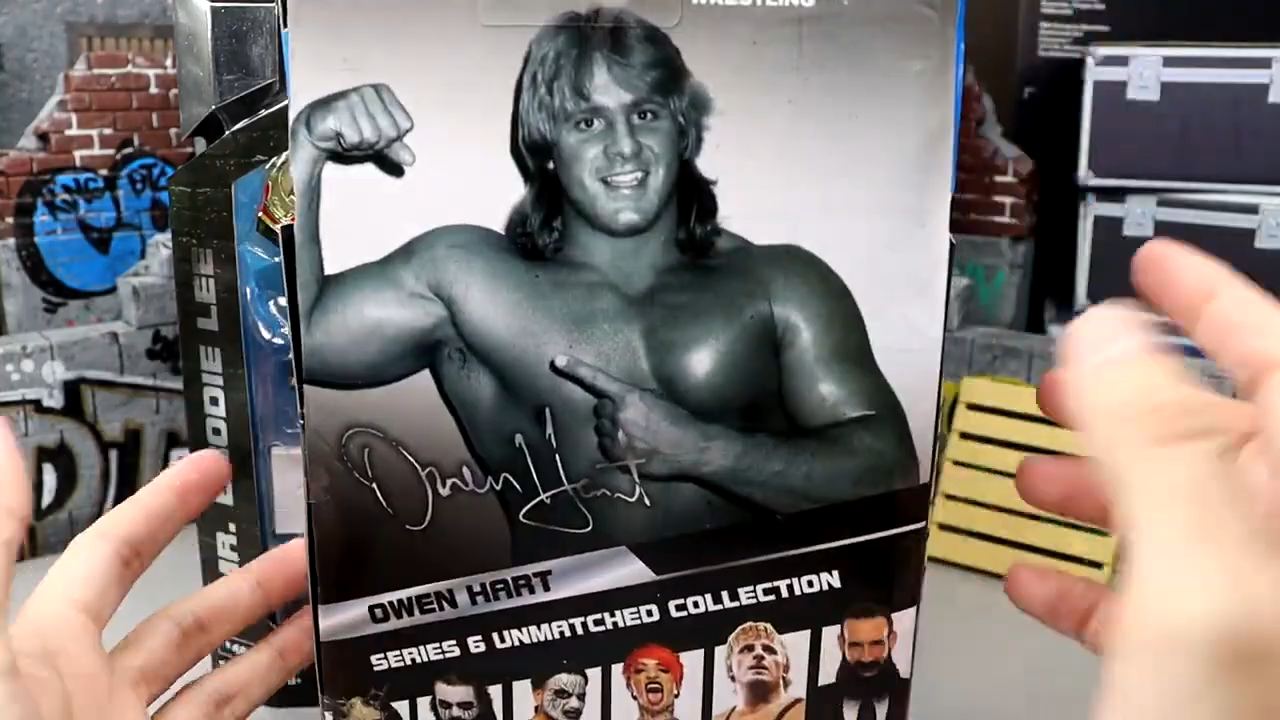 WRESTLING
Owen Hart
OWEN HART
SERIES 6 UNMATCHED COLLECTION
MR. BRODIE LEE